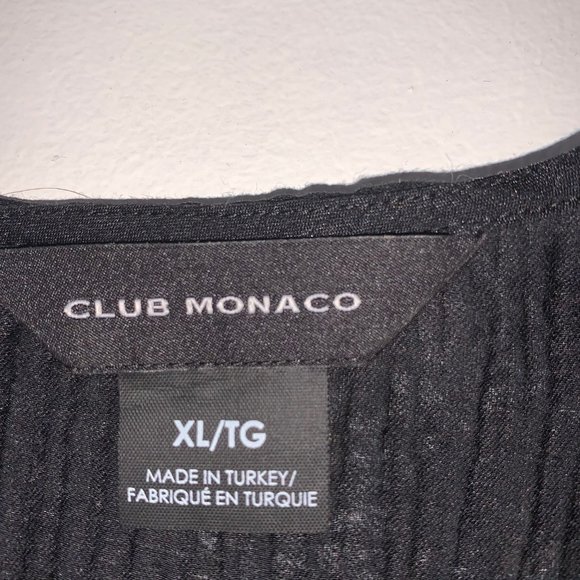 CLUB MONACO
XL/TG
MADE IN TURKEY/
FABRIQUÉ EN TURQUIE